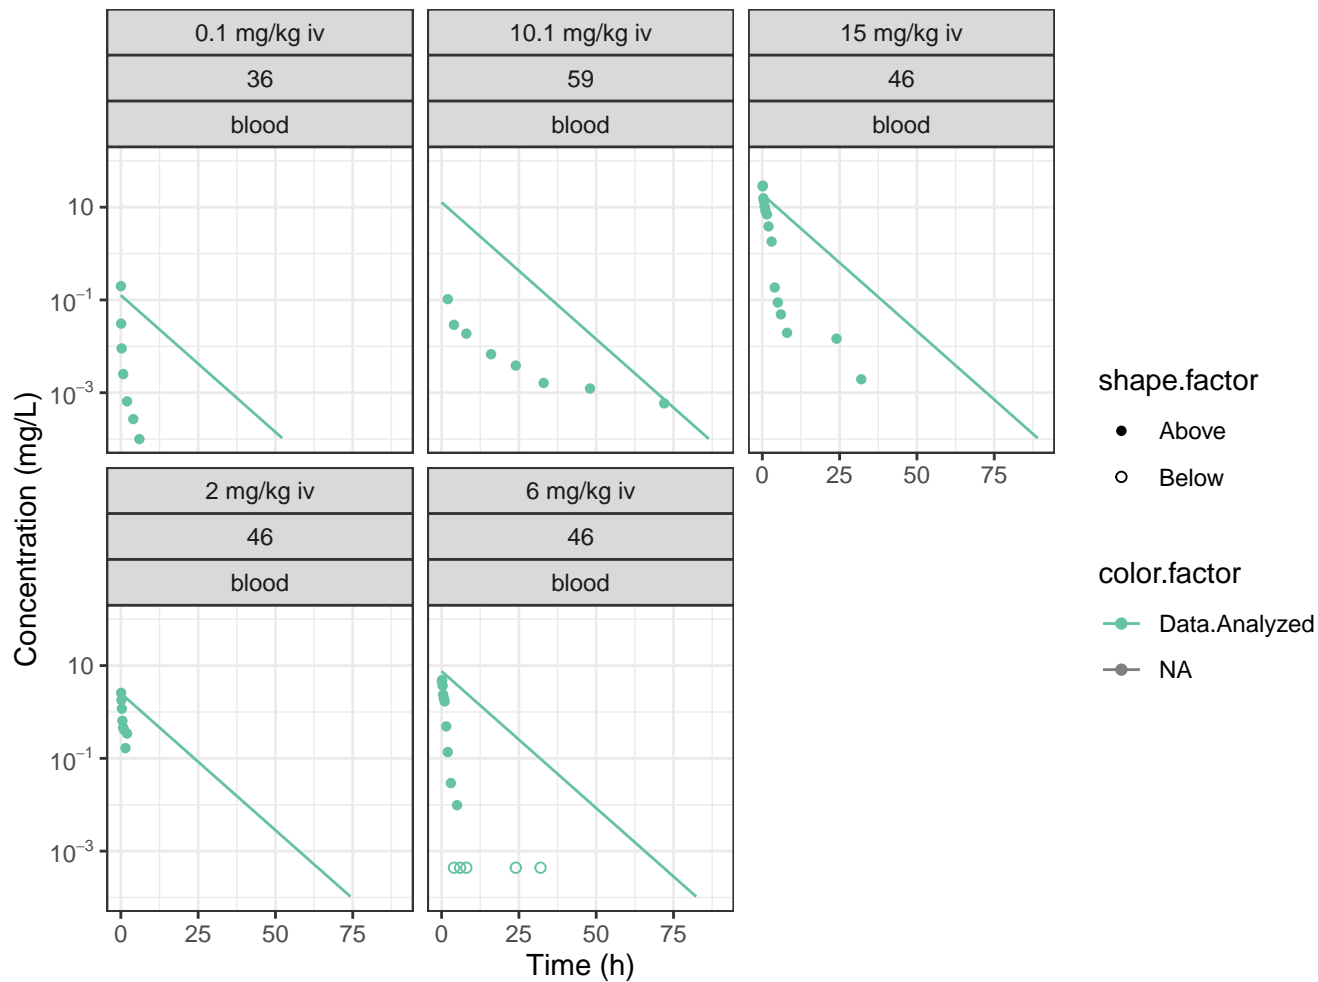 0.1 mg/kg iv
10.1 mg/kg iv
15 mg/kg iv
36
59
46
blood
blood
blood
10
10⁻¹
10⁻³
0
25
50
75
2 mg/kg iv
6 mg/kg iv
46
46
blood
blood
10
10⁻¹
10⁻³
0
25
50
75
0
25
50
75
Time (h)
Concentration (mg/L)
shape.factor
Above
Below
color.factor
Data.Analyzed
NA